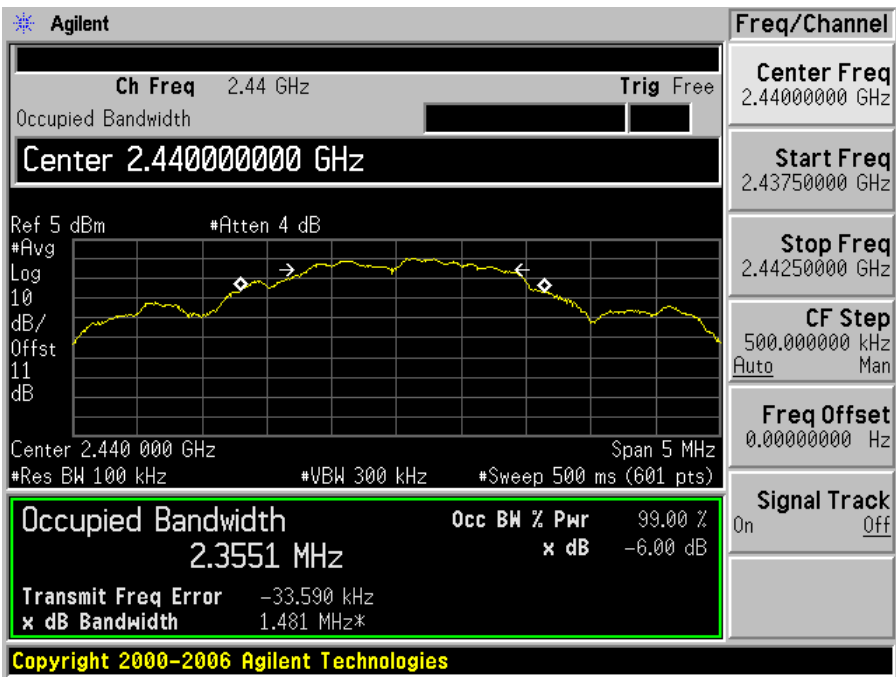 Agilent
Freq/Channel
Ch Freq 2.44 GHz Trig Free
Occupied Bandwidth
Center 2.440000000 GHz
Ref 5 dBm #Atten 4 dB
#Avg
Log
10
dB/
Offst
11
dB
Center 2.440 000 GHz Span 5 MHz
#Res BW 100 kHz #VBW 300 kHz #Sweep 500 ms (601 pts)
Occupied Bandwidth Occ BW % Pwr 99.00 %
2.3551 MHz x dB -6.00 dB
Transmit Freq Error -33.590 kHz
x dB Bandwidth 1.481 MHz*
Copyright 2000-2006 Agilent Technologies
Center Freq
2.44000000 GHz
Start Freq
2.43750000 GHz
Stop Freq
2.44250000 GHz
CF Step
500.000000 kHz
Auto Man
Freq Offset
0.00000000 Hz
Signal Track
On Off